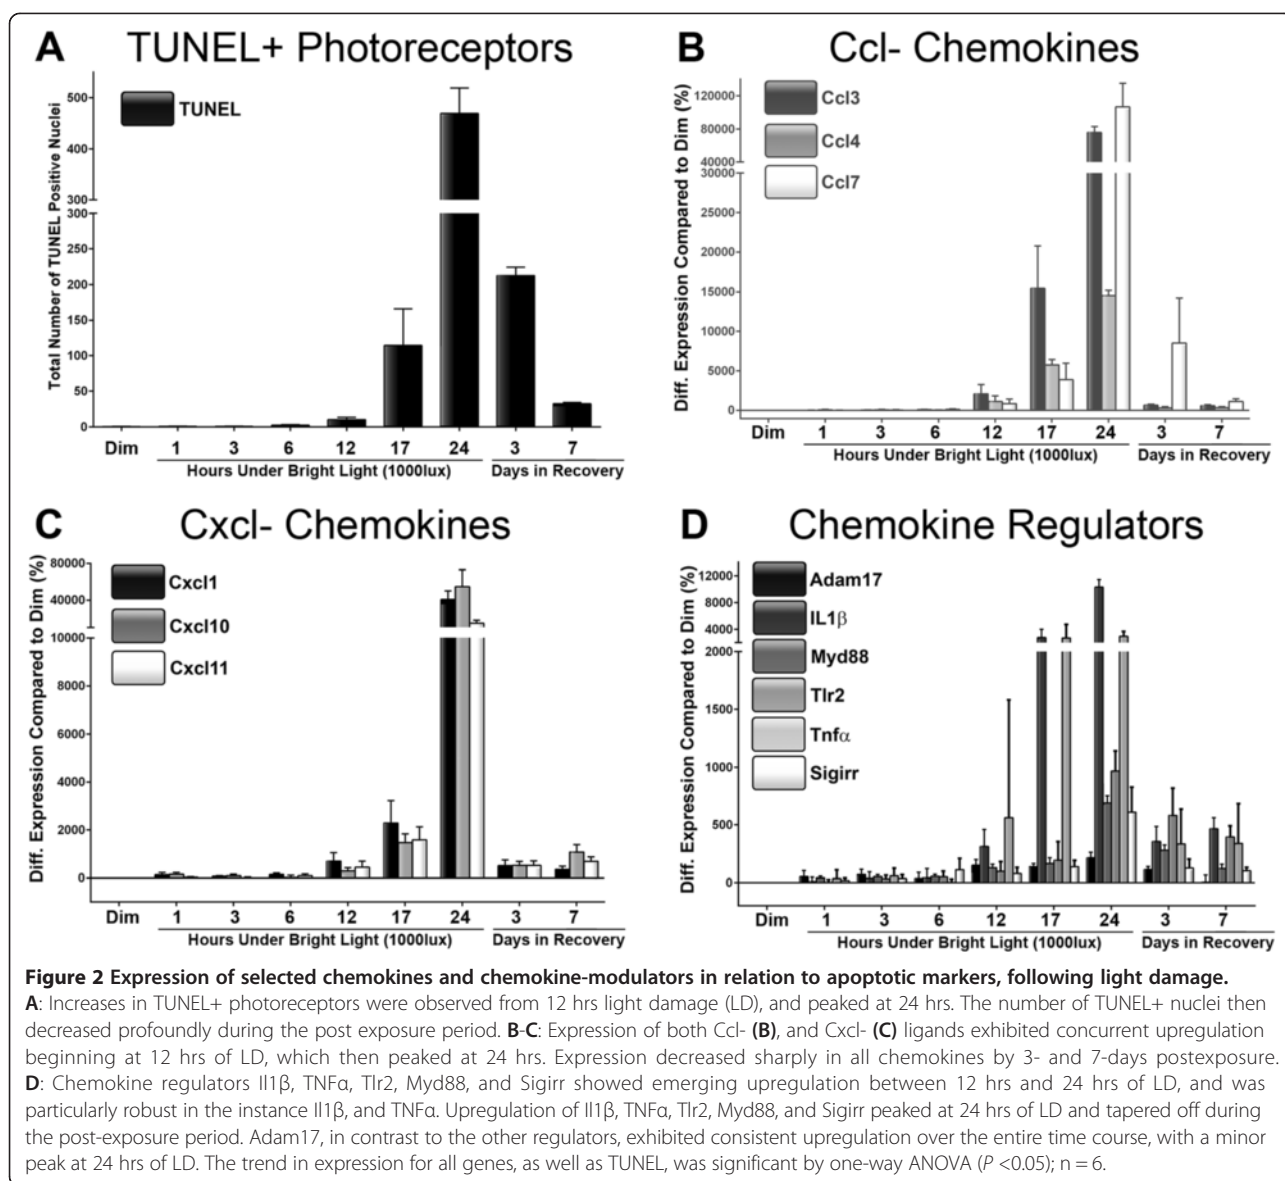 A TUNEL+ Photoreceptors
Total Number of TUNEL Positive Nuclei
TUNEL
500
400
300
300
250
200
150
100
50
0
Dim 1 3 6 12 17 24 3 7
Hours Under Bright Light (1000lux) Days in Recovery
B Ccl- Chemokines
Diff. Expression Compared to Dim (%)
Ccl3
Ccl4
Ccl7
120000
80000
40000
30000
25000
20000
15000
10000
5000
0
Dim 1 3 6 12 17 24 3 7
Hours Under Bright Light (1000lux) Days in Recovery
C Cxcl- Chemokines
Diff. Expression Compared to Dim (%)
Cxcl1
Cxcl10
Cxcl11
80000
40000
10000
8000
6000
4000
2000
0
Dim 1 3 6 12 17 24 3 7
Hours Under Bright Light (1000lux) Days in Recovery
D Chemokine Regulators
Diff. Expression Compared to Dim (%)
Adam17
IL1β
Myd88
Tlr2
Tnfα
Sigirr
12000
8000
4000
2000
1500
1000
500
0
Dim 1 3 6 12 17 24 3 7
Hours Under Bright Light (1000lux) Days in Recovery
Figure 2 Expression of selected chemokines and chemokine-modulators in relation to apoptotic markers, following light damage.
A: Increases in TUNEL+ photoreceptors were observed from 12 hrs light damage (LD), and peaked at 24 hrs. The number of TUNEL+ nuclei then
decreased profoundly during the post exposure period. B-C: Expression of both Ccl- (B), and Cxcl- (C) ligands exhibited concurrent upregulation
beginning at 12 hrs of LD, which then peaked at 24 hrs. Expression decreased sharply in all chemokines by 3- and 7-days postexposure.
D: Chemokine regulators Il1β, TNFα, Tlr2, Myd88, and Sigirr showed emerging upregulation between 12 hrs and 24 hrs of LD, and was
particularly robust in the instance Il1β, and TNFα. Upregulation of Il1β, TNFα, Tlr2, Myd88, and Sigirr peaked at 24 hrs of LD and tapered off during
the post-exposure period. Adam17, in contrast to the other regulators, exhibited consistent upregulation over the entire time course, with a minor
peak at 24 hrs of LD. The trend in expression for all genes, as well as TUNEL, was significant by one-way ANOVA (P <0.05); n = 6.